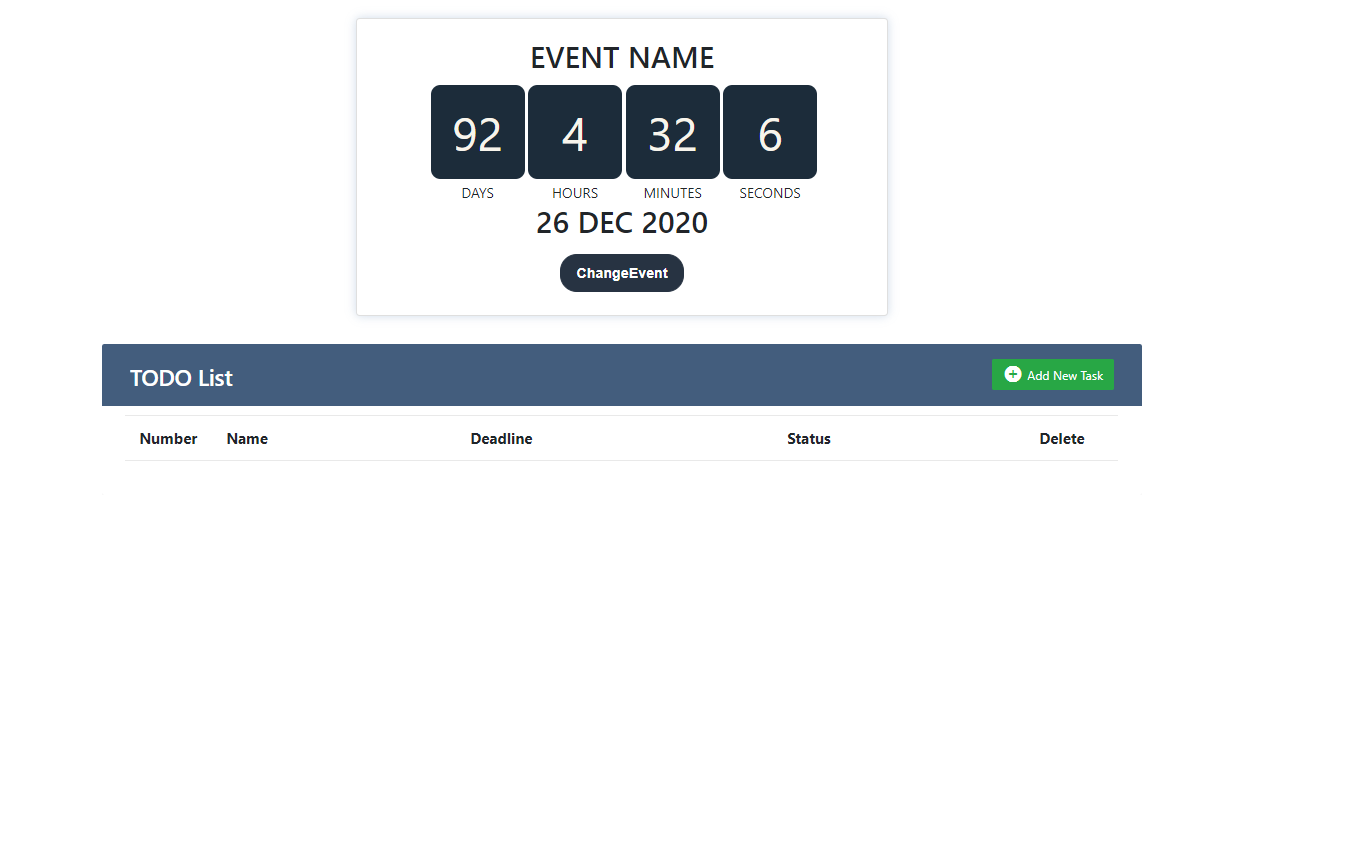 EVENT NAME
92 4 32 6
DAYS HOURS MINUTES SECONDS
26 DEC 2020
ChangeEvent
TODO List Add New Task
Number Name Deadline Status Delete